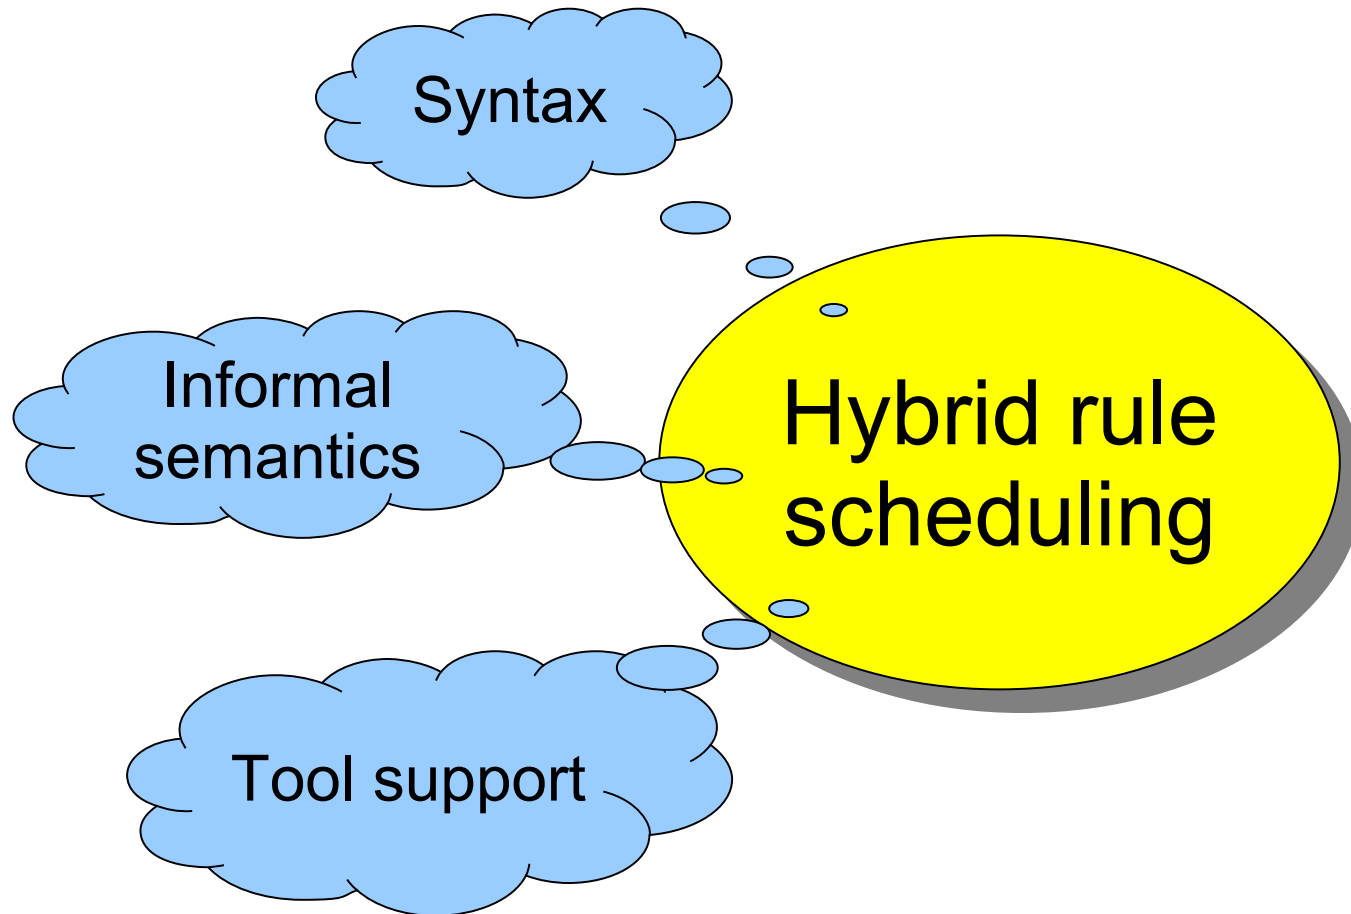 Syntax
Informal
semantics
Hybrid rule
scheduling
Tool support